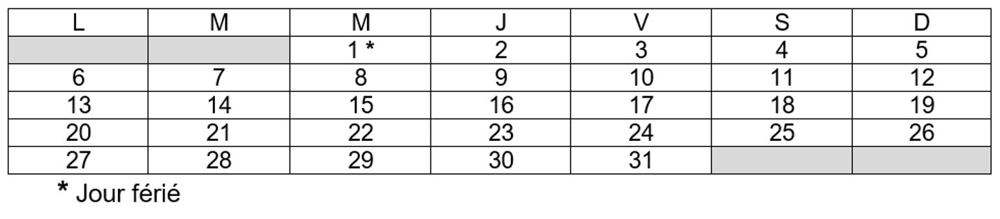 L M M J V S D
1 * 2 3 4 5
6 7 8 9 10 11 12
13 14 15 16 17 18 19
20 21 22 23 24 25 26
27 28 29 30 31
* Jour férié